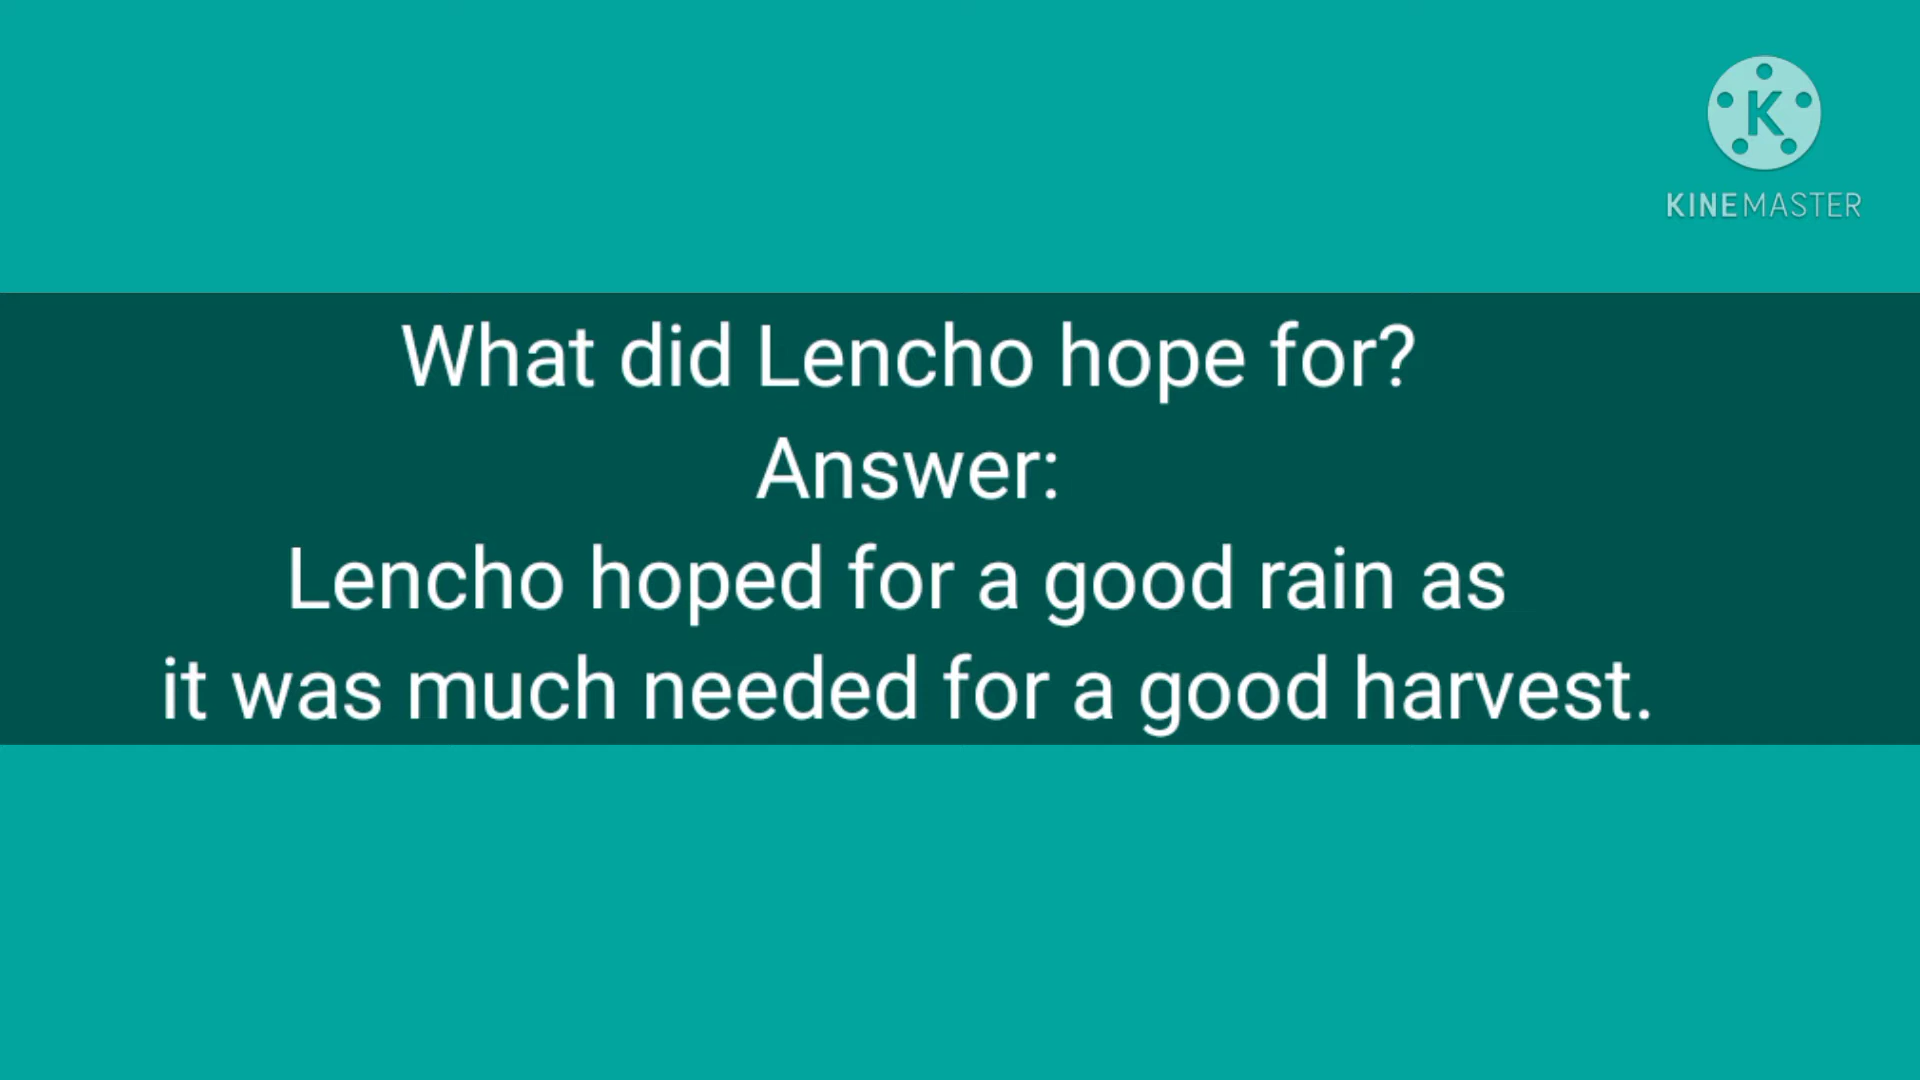 K
KINEMASTER
What did Lencho hope for?
Answer:
Lencho hoped for a good rain as
it was much needed for a good harvest.